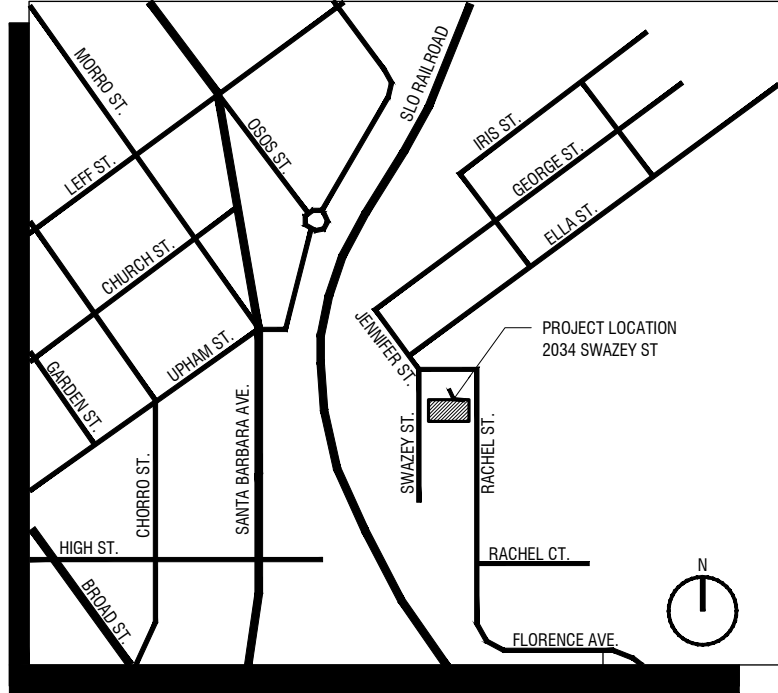 MORRO ST.
LEFF ST.
OSOS ST.
SLO RAILROAD
IRIS ST.
GEORGE ST.
ELLA ST.
CHURCH ST.
UPHAM ST.
GARDEN ST.
JENNIFER ST.
PROJECT LOCATION
2034 SWAZEY ST
CHORRO ST.
SANTA BARBARA AVE.
SWAZEY ST.
RACHEL ST.
HIGH ST.
RACHEL CT.
BROAD ST.
N
FLORENCE AVE.